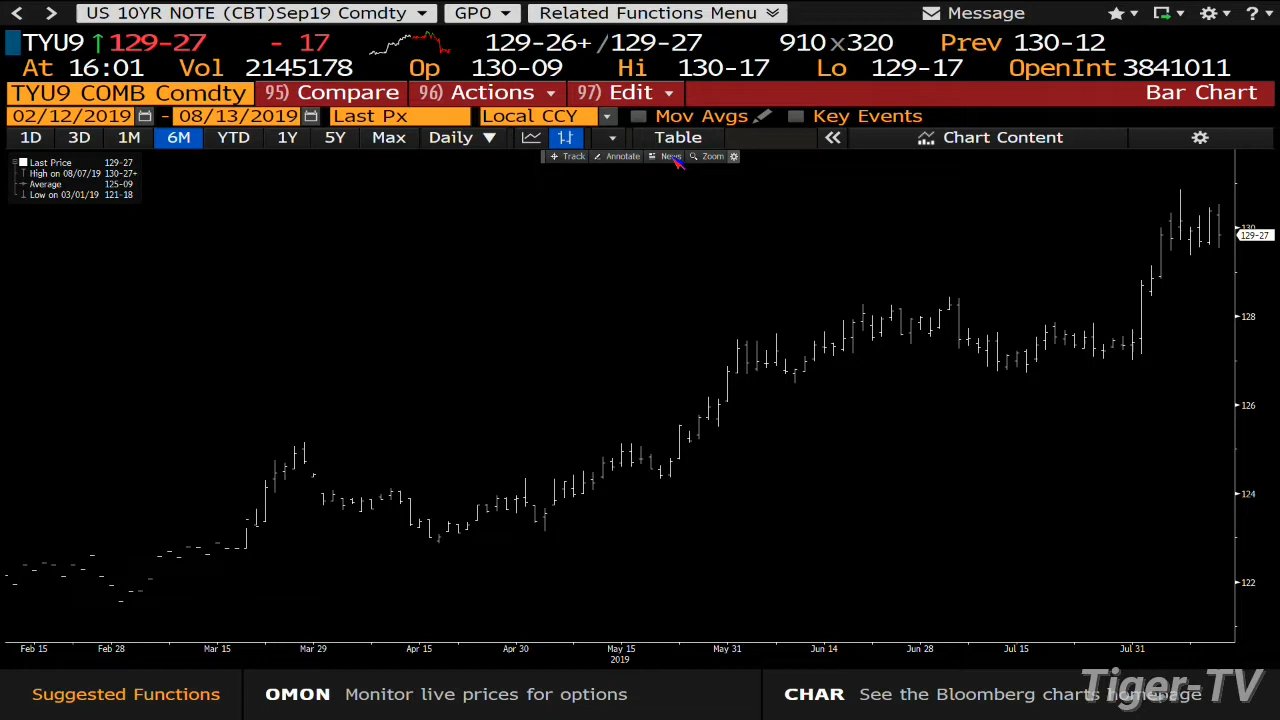 US 10YR NOTE (CBT)Sep19 Comdty GPO Related Functions Menu Message ?
TYU9 ↑ 129-27 - 17 129-26+ / 129-27 910 x 320 Prev 130-12
At 16:01 Vol 2145178 Op 130-09 Hi 130-17 Lo 129-17 OpenInt 3841011
TYU9 COMB Comdty 95) Compare 96) Actions 97) Edit Bar Chart
02/12/2019 - 08/13/2019 Last Px Local CCY Mov Avgs Key Events
1D 3D 1M 6M YTD 1Y 5Y Max Daily ▼ Table Chart Content
Track Annotate News Zoom
Last Price 129-27
High on 08/07/19 130-27+
Average 125-09
Low on 03/01/19 121-18
130
129-27
128
126
124
122
Feb 15 Feb 28 Mar 15 Mar 29 Apr 15 Apr 30 May 15 May 31 Jun 14 Jun 28 Jul 15 Jul 31
2019
Suggested Functions OMON Monitor live prices for options CHAR See the Bloomberg charts homepage
Tiger-TV